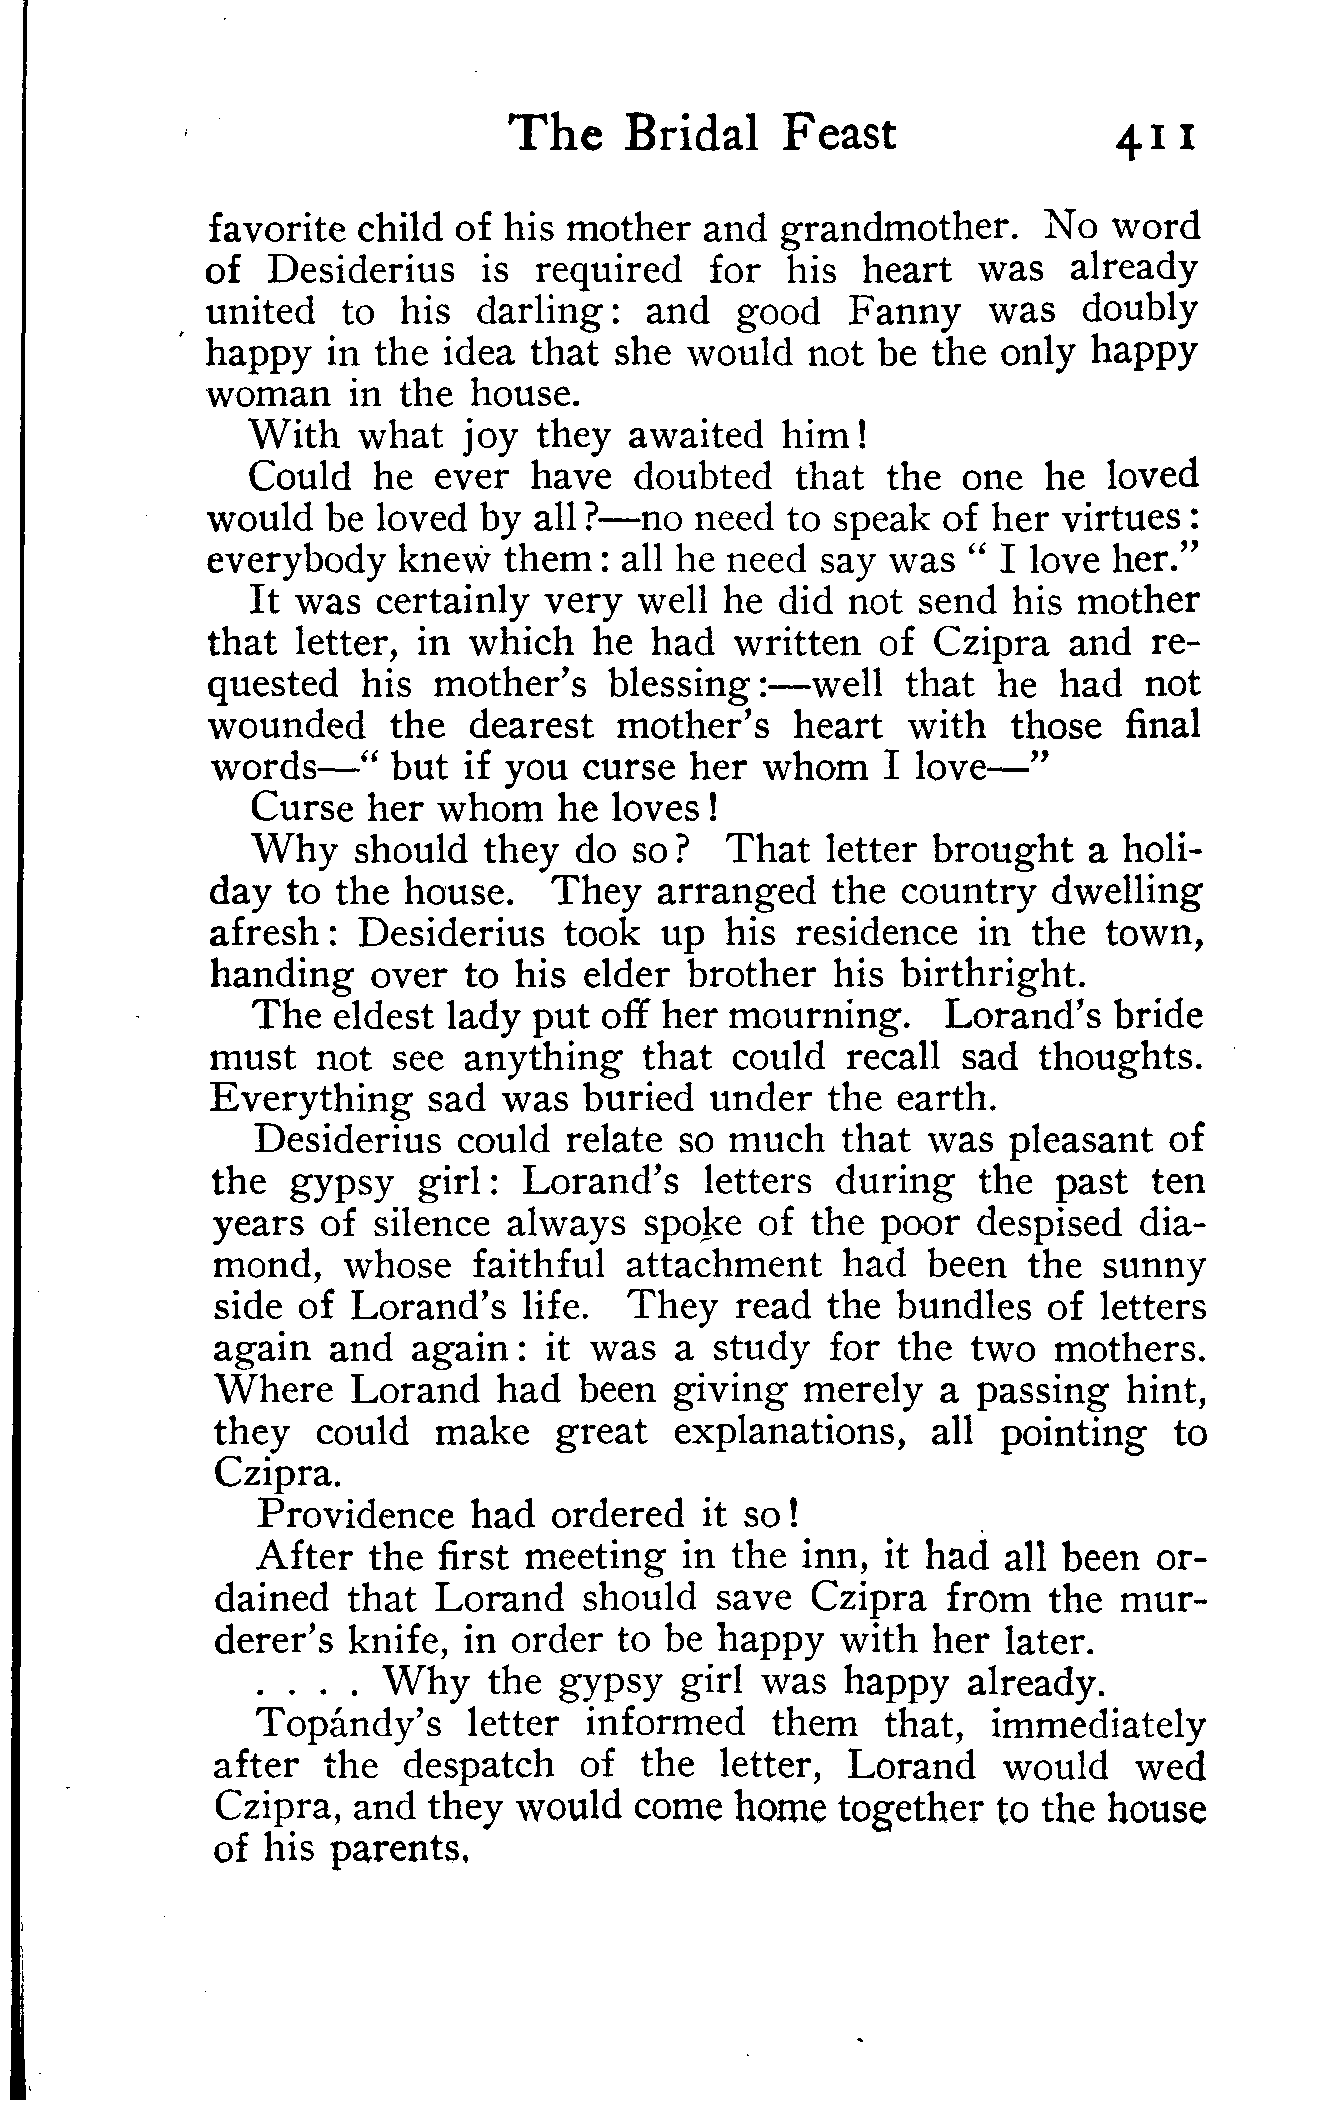 The Bridal Feast 411
favorite child of his mother and grandmother. No word
of Desiderius is required for his heart was already
united to his darling: and good Fanny was doubly
happy in the idea that she would not be the only happy
woman in the house.
With what joy they awaited him!
Could he ever have doubted that the one he loved
would be loved by all?—no need to speak of her virtues:
everybody knew them: all he need say was “ I love her.”
It was certainly very well he did not send his mother
that letter, in which he had written of Czipra and re-
quested his mother’s blessing:—well that he had not
wounded the dearest mother’s heart with those final
words—“ but if you curse her whom I love—”
Curse her whom he loves!
Why should they do so? That letter brought a holi-
day to the house. They arranged the country dwelling
afresh: Desiderius took up his residence in the town,
handing over to his elder brother his birthright.
The eldest lady put off her mourning. Lorand’s bride
must not see anything that could recall sad thoughts.
Everything sad was buried under the earth.
Desiderius could relate so much that was pleasant of
the gypsy girl: Lorand’s letters during the past ten
years of silence always spoke of the poor despised dia-
mond, whose faithful attachment had been the sunny
side of Lorand’s life. They read the bundles of letters
again and again: it was a study for the two mothers.
Where Lorand had been giving merely a passing hint,
they could make great explanations, all pointing to
Czipra.
Providence had ordered it so!
After the first meeting in the inn, it had all been or-
dained that Lorand should save Czipra from the mur-
derer’s knife, in order to be happy with her later.
. . . . Why the gypsy girl was happy already.
Topándy’s letter informed them that, immediately
after the despatch of the letter, Lorand would wed
Czipra, and they would come home together to the house
of his parents.